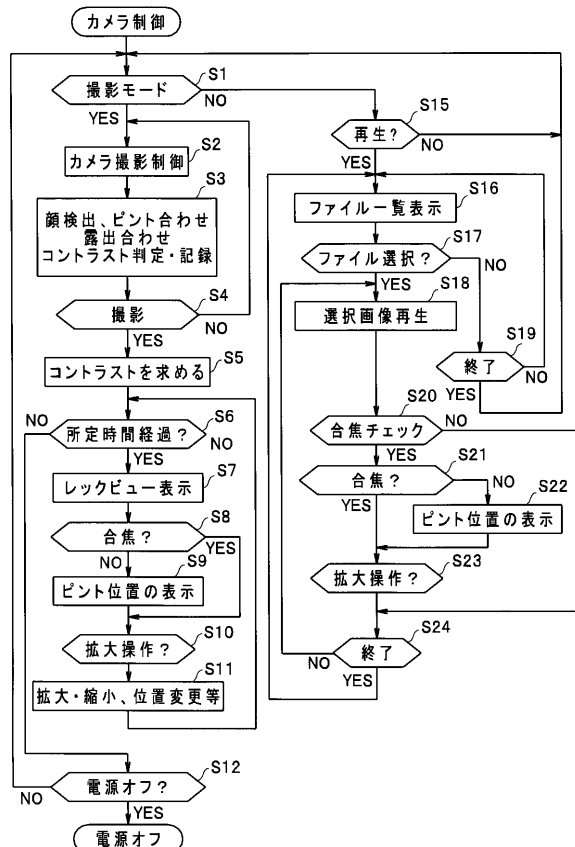 カメラ制御
撮影モード
S1
YES
NO
カメラ撮影制御
S2
顔検出、ピント合わせ
露出合わせ
コントラスト判定・記録
S3
撮影
S4
YES
NO
コントラストを求める
S5
所定時間経過?
S6
NO
NO
YES
レックビュー表示
S7
合焦?
S8
NO
YES
ピント位置の表示
S9
拡大操作?
S10
拡大・縮小、位置変更等
S11
電源オフ?
S12
NO
YES
電源オフ
再生?
S15
YES
NO
ファイル一覧表示
S16
ファイル選択?
S17
YES
NO
選択画像再生
S18
終了
S19
YES
NO
合焦チェック
S20
YES
NO
合焦?
S21
YES
NO
ピント位置の表示
S22
拡大操作?
S23
終了
S24
NO
YES